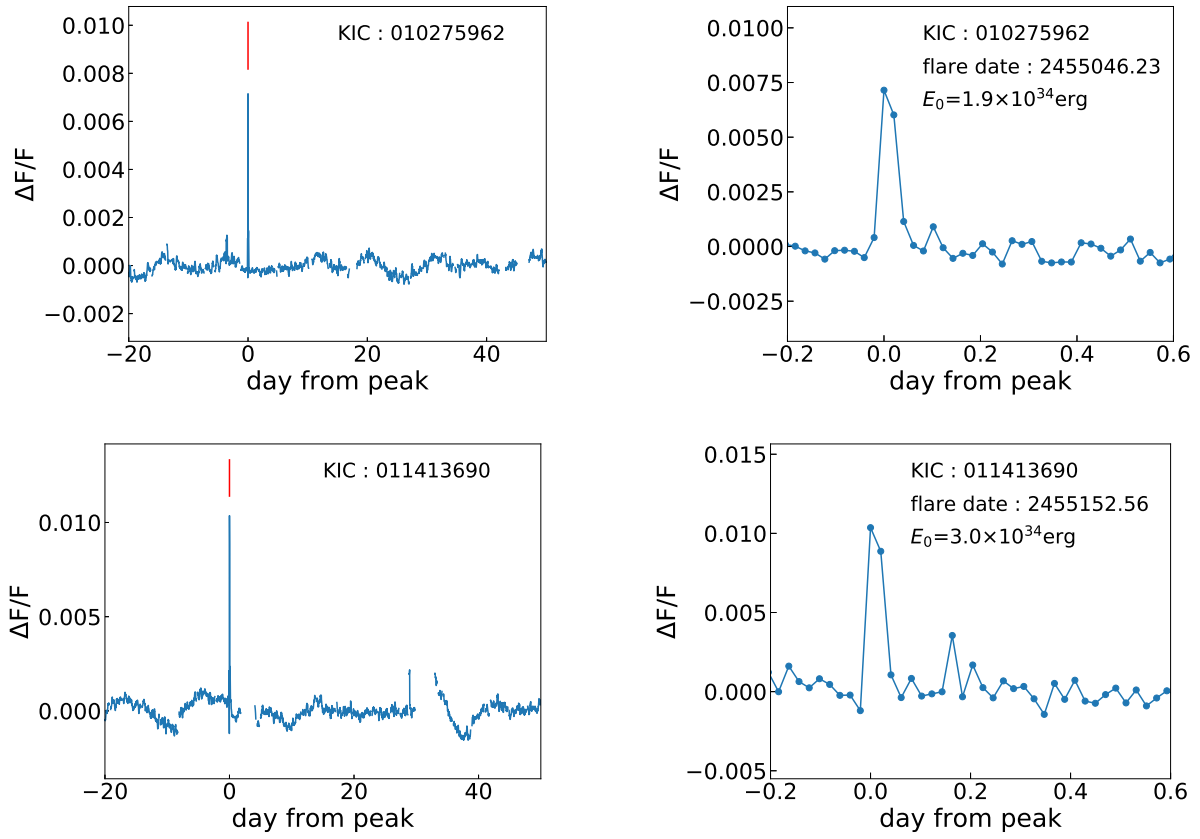 KIC : 010275962
0.010
0.008
0.006
0.004
0.002
0.000
−0.002
ΔF/F
−20 0 20 40
day from peak
KIC : 010275962
flare date : 2455046.23
E₀=1.9×10³⁴erg
0.0100
0.0075
0.0050
0.0025
0.0000
−0.0025
ΔF/F
−0.2 0.0 0.2 0.4 0.6
day from peak
KIC : 011413690
0.010
0.005
0.000
ΔF/F
−20 0 20 40
day from peak
KIC : 011413690
flare date : 2455152.56
E₀=3.0×10³⁴erg
0.015
0.010
0.005
0.000
−0.005
ΔF/F
−0.2 0.0 0.2 0.4 0.6
day from peak